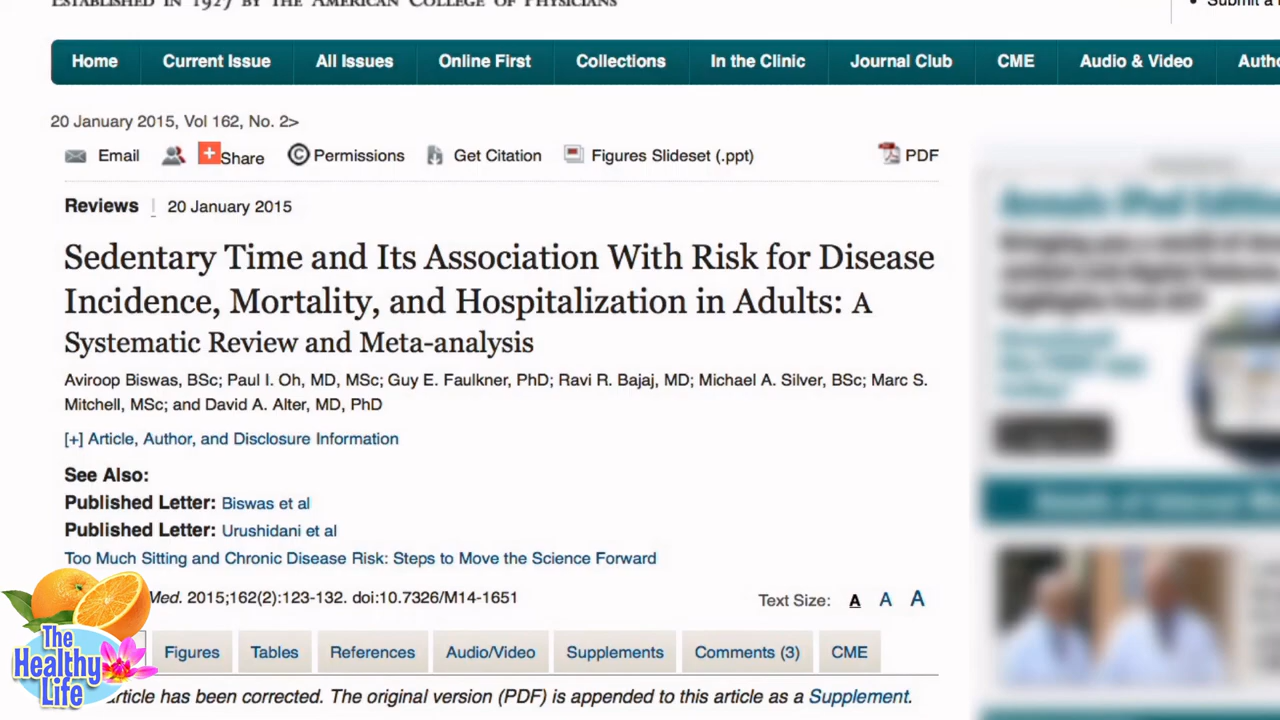 ESTABLISHED IN 1927 BY THE AMERICAN COLLEGE OF PHYSICIANS
Submit a
Home Current Issue All Issues Online First Collections In the Clinic Journal Club CME Audio & Video
20 January 2015, Vol 162, No. 2>
Email Share Permissions Get Citation Figures Slideset (.ppt) PDF
Reviews | 20 January 2015
Sedentary Time and Its Association With Risk for Disease
Incidence, Mortality, and Hospitalization in Adults: A
Systematic Review and Meta-analysis
Aviroop Biswas, BSc; Paul I. Oh, MD, MSc; Guy E. Faulkner, PhD; Ravi R. Bajaj, MD; Michael A. Silver, BSc; Marc S.
Mitchell, MSc; and David A. Alter, MD, PhD
[+] Article, Author, and Disclosure Information
See Also:
Published Letter: Biswas et al
Published Letter: Urushidani et al
Too Much Sitting and Chronic Disease Risk: Steps to Move the Science Forward
Med. 2015;162(2):123-132. doi:10.7326/M14-1651
Text Size: A A A
Figures Tables References Audio/Video Supplements Comments (3) CME
article has been corrected. The original version (PDF) is appended to this article as a Supplement.
The
Healthy
Life